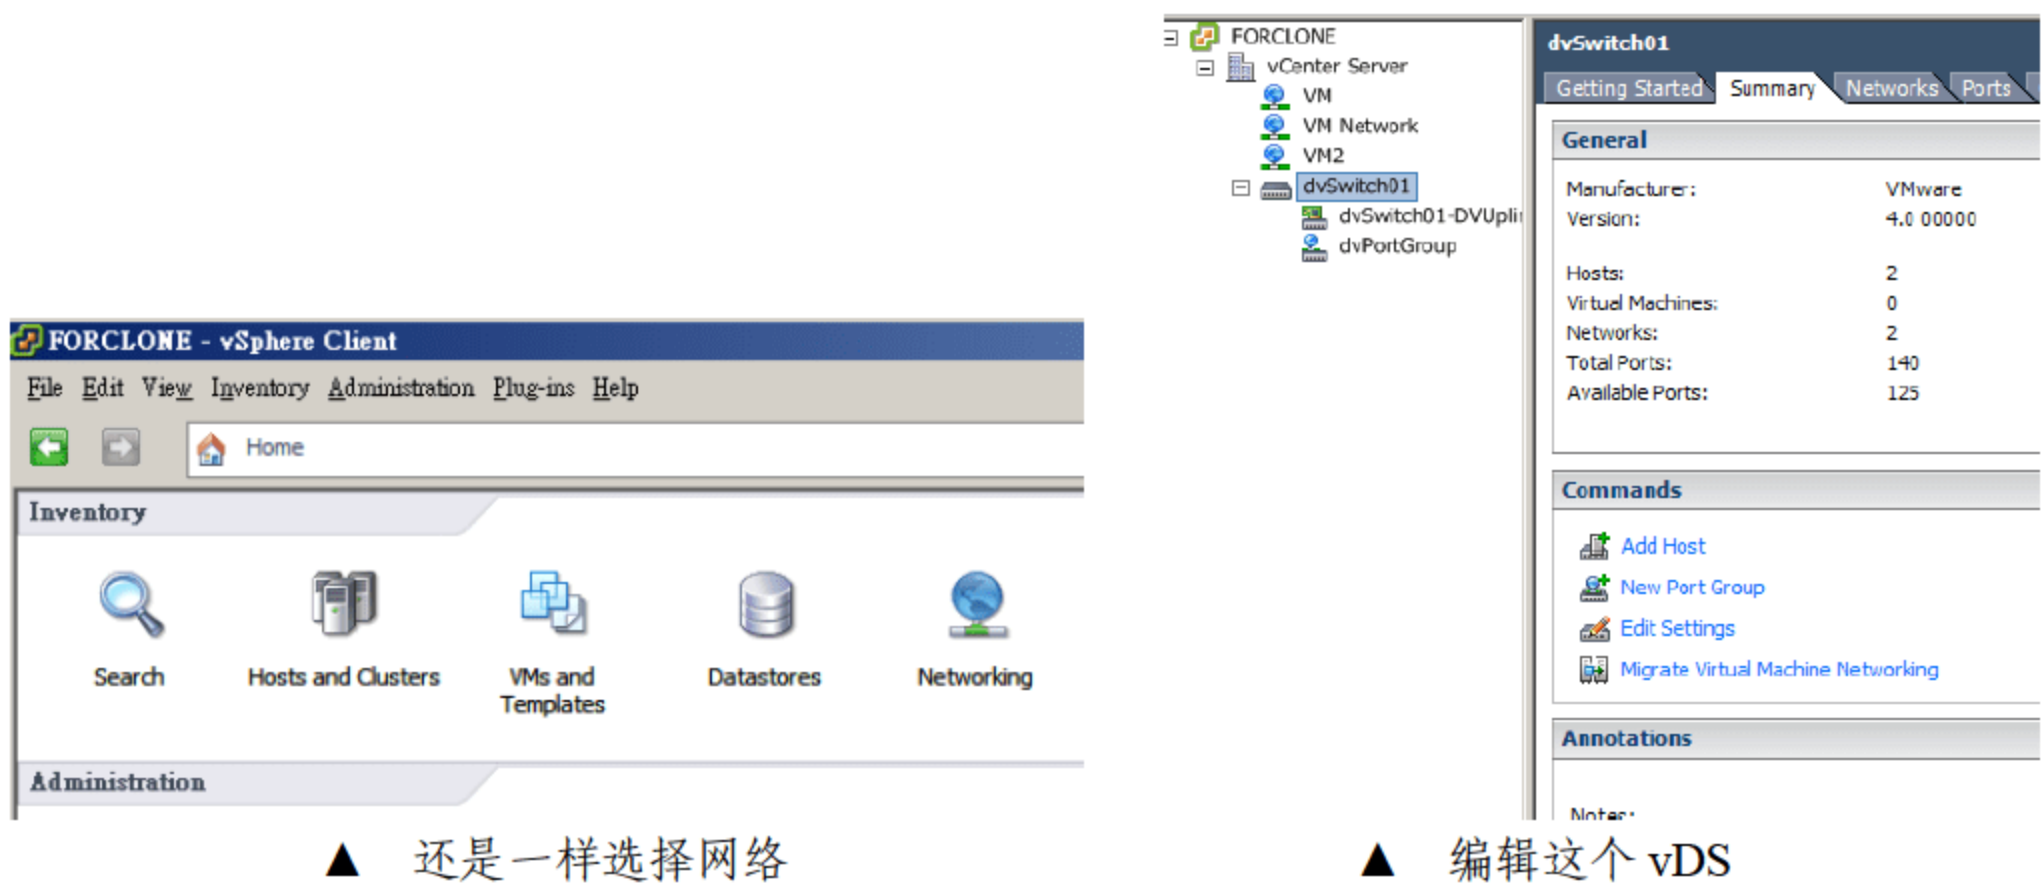 FORCLONE - vSphere Client
File Edit View Inventory Administration Plug-ins Help
Home
Inventory
Search
Hosts and Clusters
VMs and
Templates
Datastores
Networking
Administration
▲ 还是一样选择网络
FORCLONE
vCenter Server
VM
VM Network
VM2
dvSwitch01
dvSwitch01-DVUplin
dvPortGroup
dvSwitch01
Getting Started Summary Networks Ports
General
Manufacturer: VMware
Version: 4.0 00000
Hosts: 2
Virtual Machines: 0
Networks: 2
Total Ports: 140
Available Ports: 125
Commands
Add Host
New Port Group
Edit Settings
Migrate Virtual Machine Networking
Annotations
Notes:
▲ 编辑这个 vDS